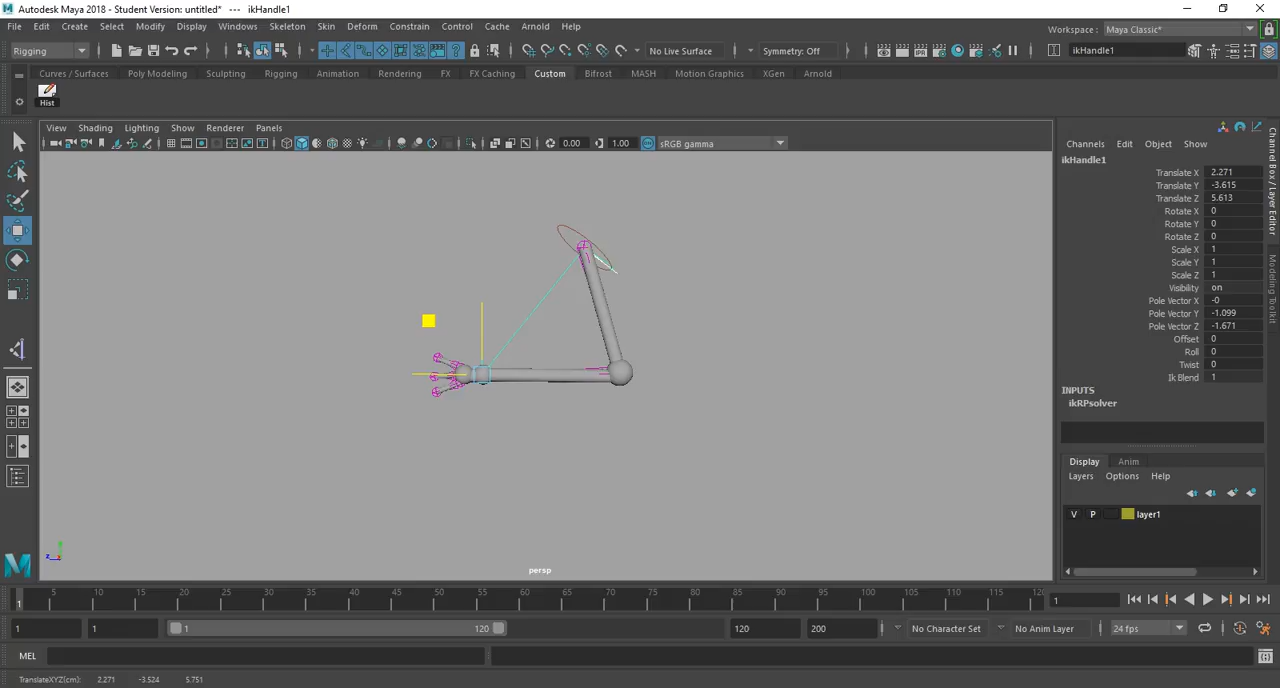 Autodesk Maya 2018 - Student Version: untitled* --- ikHandle1
File Edit Create Select Modify Display Windows Skeleton Skin Deform Constrain Control Cache Arnold Help
Workspace : Maya Classic*
Rigging No Live Surface Symmetry: Off ikHandle1
Curves / Surfaces Poly Modeling Sculpting Rigging Animation Rendering FX FX Caching Custom Bifrost MASH Motion Graphics XGen Arnold
Hist
View Shading Lighting Show Renderer Panels
0.00 1.00 sRGB gamma
Channels Edit Object Show
ikHandle1
Translate X 2.271
Translate Y -3.615
Translate Z 5.613
Rotate X 0
Rotate Y 0
Rotate Z 0
Scale X 1
Scale Y 1
Scale Z 1
Visibility on
Pole Vector X -0
Pole Vector Y -1.099
Pole Vector Z -1.671
Offset 0
Roll 0
Twist 0
Ik Blend 1
INPUTS
ikRPsolver
Channel Box / Layer Editor
Modeling Toolkit
Display Anim
Layers Options Help
V P layer1
persp
z
1 5 10 15 20 25 30 35 40 45 50 55 60 65 70 75 80 85 90 95 100 105 110 115 120 1
1 1 1 120 120 200 No Character Set No Anim Layer 24 fps
MEL
TranslateXYZ(cm): 2.271 -3.524 5.751